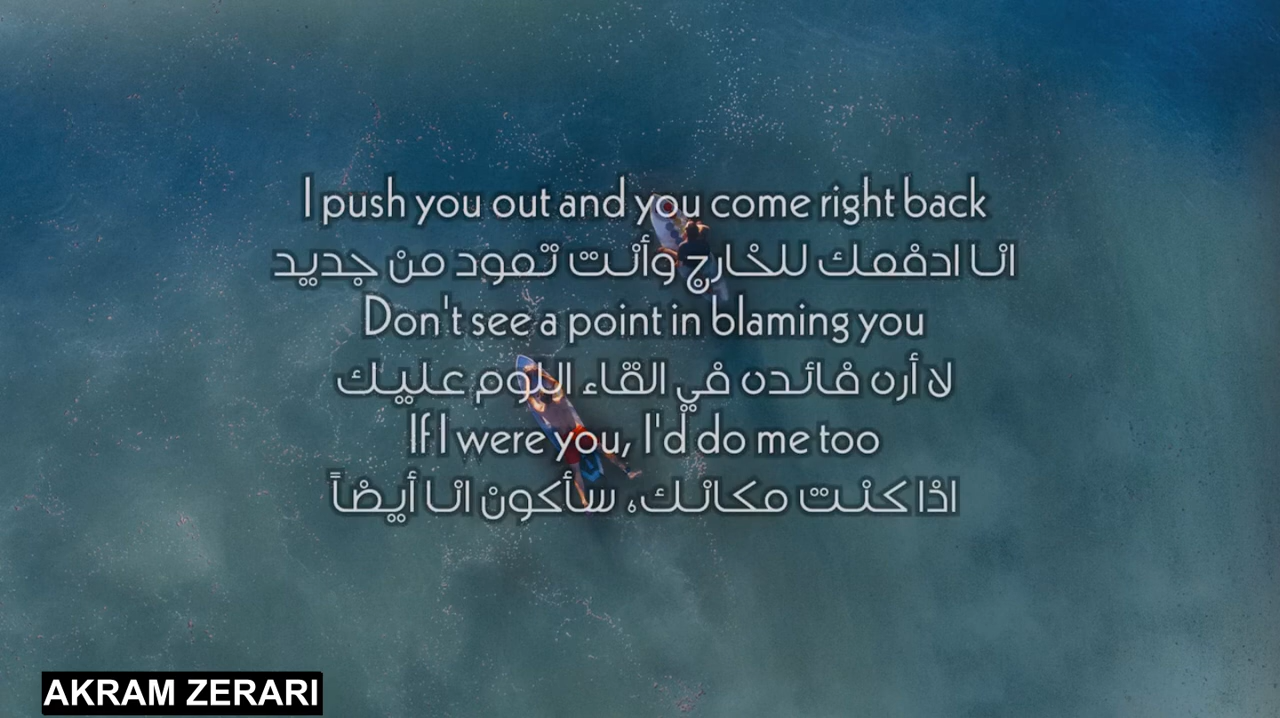 I push you out and you come right back
انا ادفعك للخارج وأنت تعود من جديد
Don't see a point in blaming you
لا أره فائده في القاء اللوم عليك
If I were you, I'd do me too
اذا كنت مكانك، سأكون انا أيضاً
AKRAM ZERARI